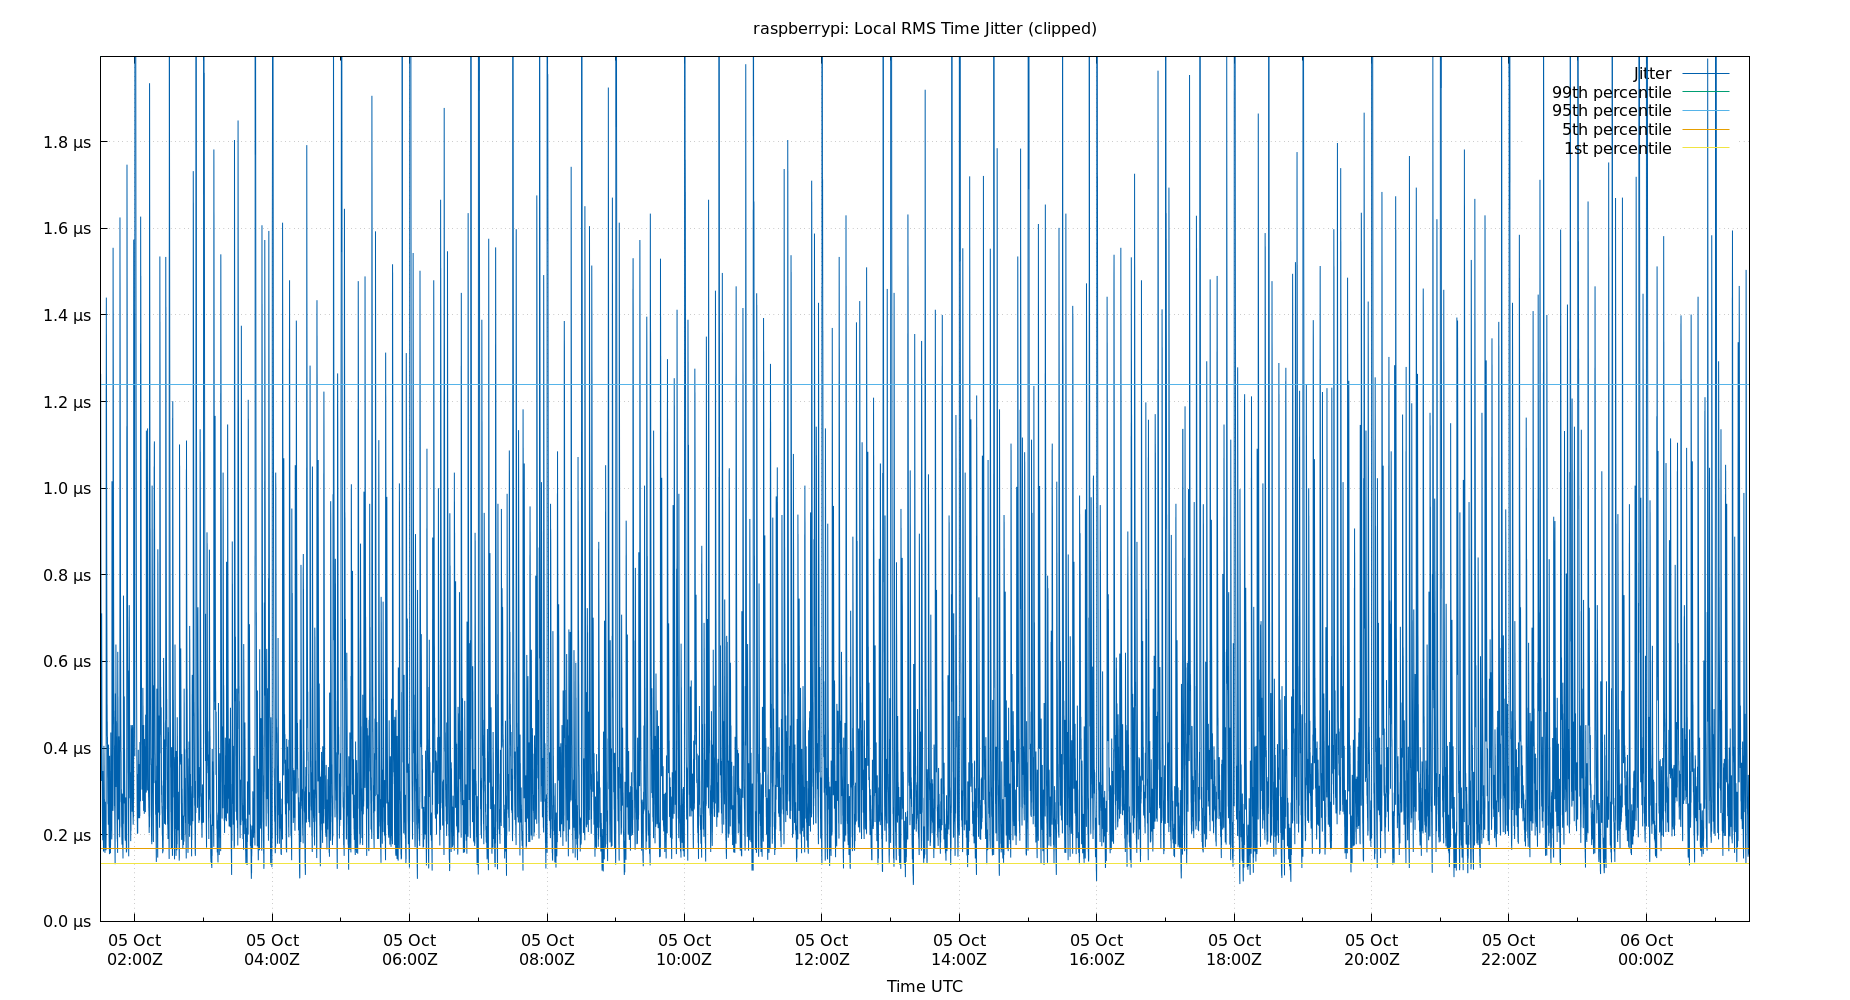 raspberrypi: Local RMS Time Jitter (clipped)
Jitter
99th percentile
95th percentile
5th percentile
1st percentile
1.8 µs
1.6 µs
1.4 µs
1.2 µs
1.0 µs
0.8 µs
0.6 µs
0.4 µs
0.2 µs
0.0 µs
05 Oct 05 Oct 05 Oct 05 Oct 05 Oct 05 Oct 05 Oct 05 Oct 05 Oct 05 Oct 05 Oct 06 Oct
02:00Z 04:00Z 06:00Z 08:00Z 10:00Z 12:00Z 14:00Z 16:00Z 18:00Z 20:00Z 22:00Z 00:00Z
Time UTC